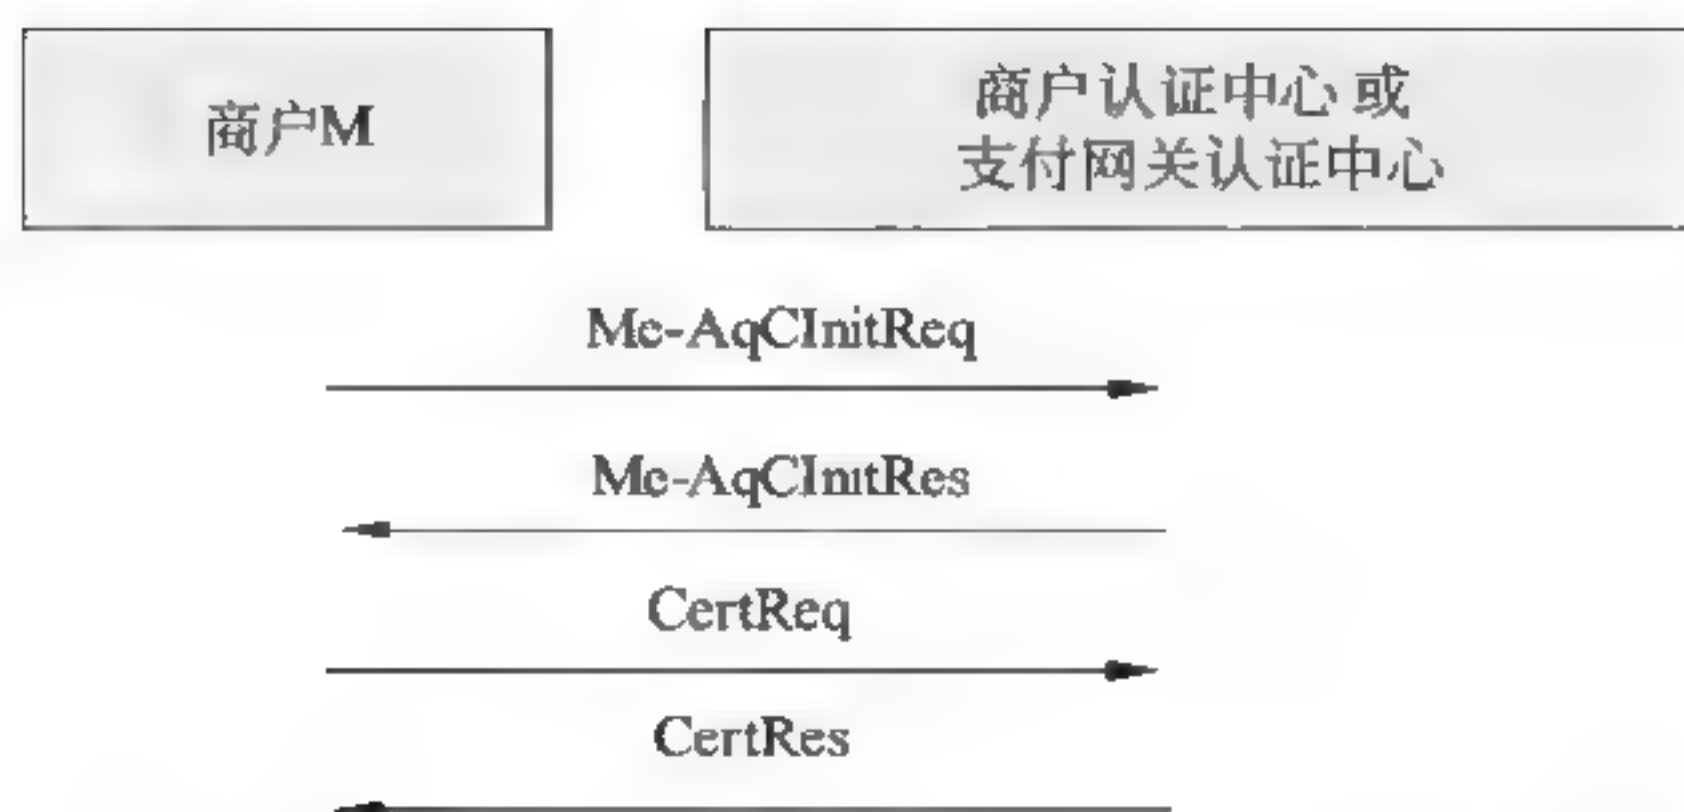 商户M
商户认证中心 或
支付网关认证中心
Me-AqCInitReq
Me-AqCInitRes
CertReq
CertRes